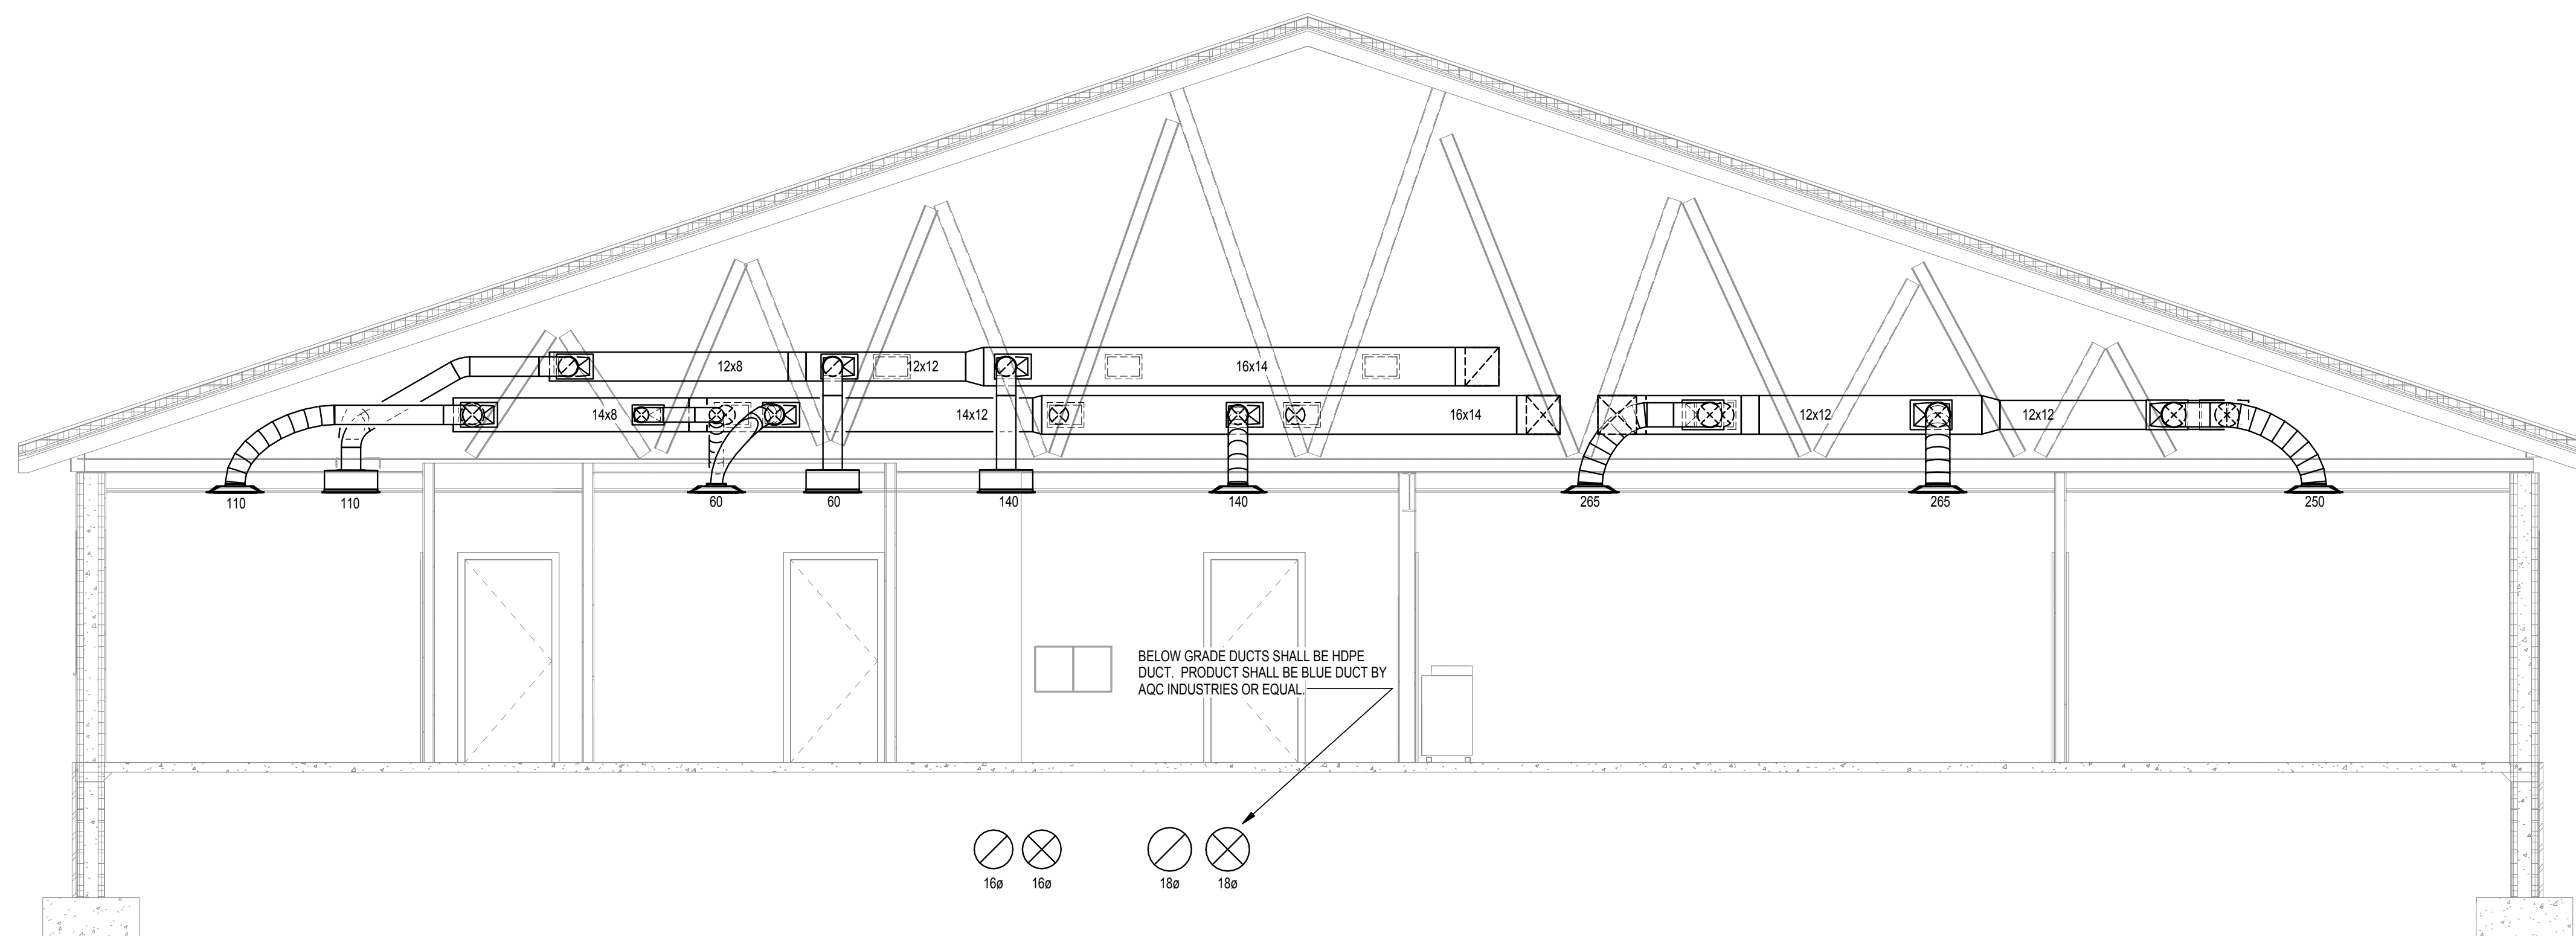 12x8
12x12
16x14
14x8
14x12
16x14
12x12
12x12
110
110
60
60
140
140
265
265
250
BELOW GRADE DUCTS SHALL BE HDPE
DUCT. PRODUCT SHALL BE BLUE DUCT BY
AQC INDUSTRIES OR EQUAL.
16ø
16ø
18ø
18ø